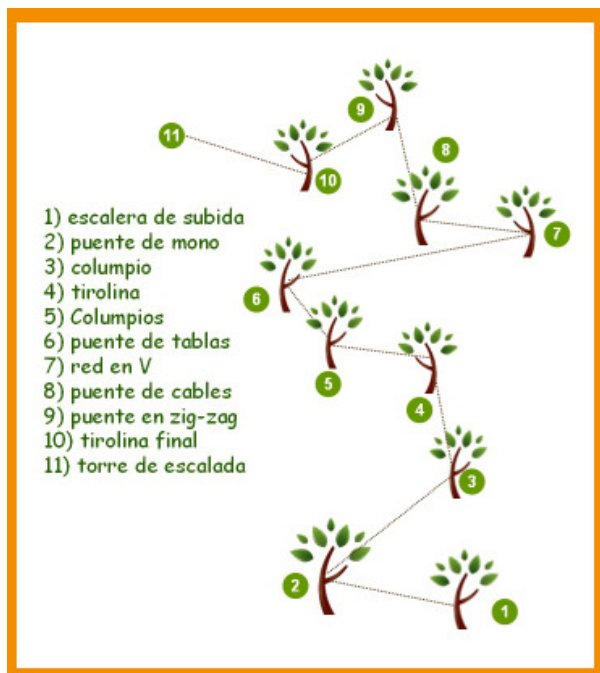 9
11
8
10
1) escalera de subida
2) puente de mono
3) columpio
4) tirolina
5) Columpios
6) puente de tablas
7) red en V
8) puente de cables
9) puente en zig-zag
10) tirolina final
11) torre de escalada
7
6
5
4
3
2
1